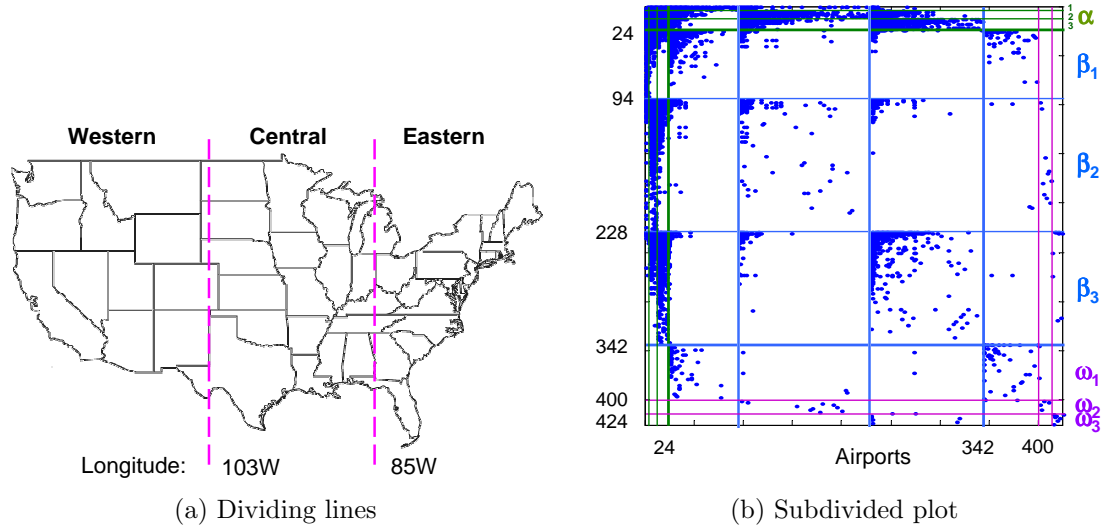 Western Central Eastern
Longitude: 103W 85W
(a) Dividing lines
24
94
228
342
400
424
1
2
3
α
β1
β2
β3
ω1
ω2
ω3
24 342 400
Airports
(b) Subdivided plot